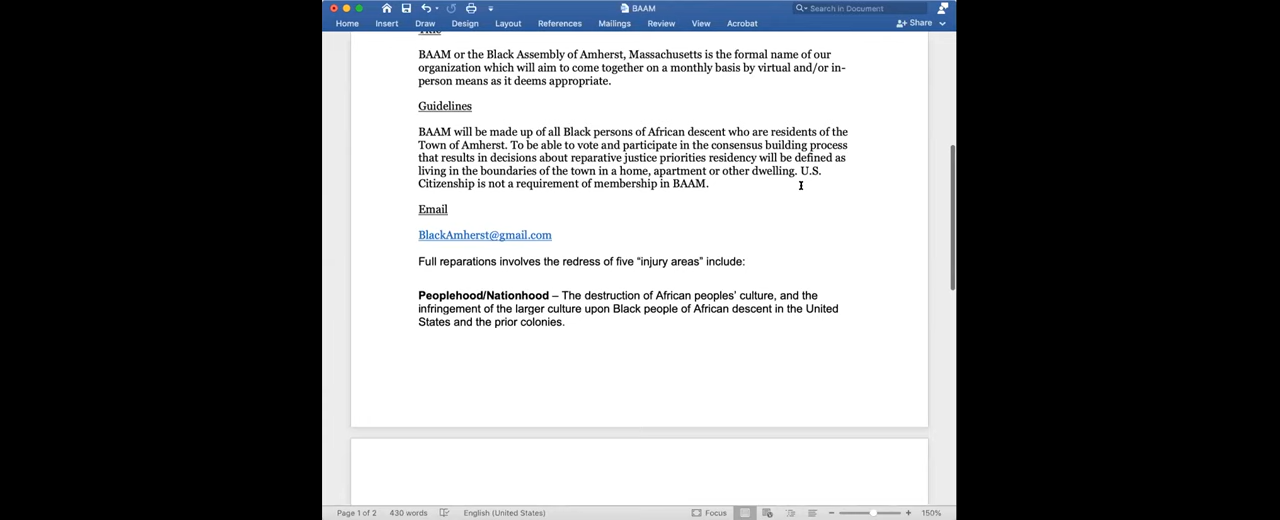 BAAM
Search in Document
Home Insert Draw Design Layout References Mailings Review View Acrobat Share
Title
BAAM or the Black Assembly of Amherst, Massachusetts is the formal name of our
organization which will aim to come together on a monthly basis by virtual and/or in-
person means as it deems appropriate.
Guidelines
BAAM will be made up of all Black persons of African descent who are residents of the
Town of Amherst. To be able to vote and participate in the consensus building process
that results in decisions about reparative justice priorities residency will be defined as
living in the boundaries of the town in a home, apartment or other dwelling. U.S.
Citizenship is not a requirement of membership in BAAM.
Email
BlackAmherst@gmail.com
Full reparations involves the redress of five “injury areas” include:
Peoplehood/Nationhood – The destruction of African peoples’ culture, and the
infringement of the larger culture upon Black people of African descent in the United
States and the prior colonies.
Page 1 of 2 430 words English (United States) Focus 150%